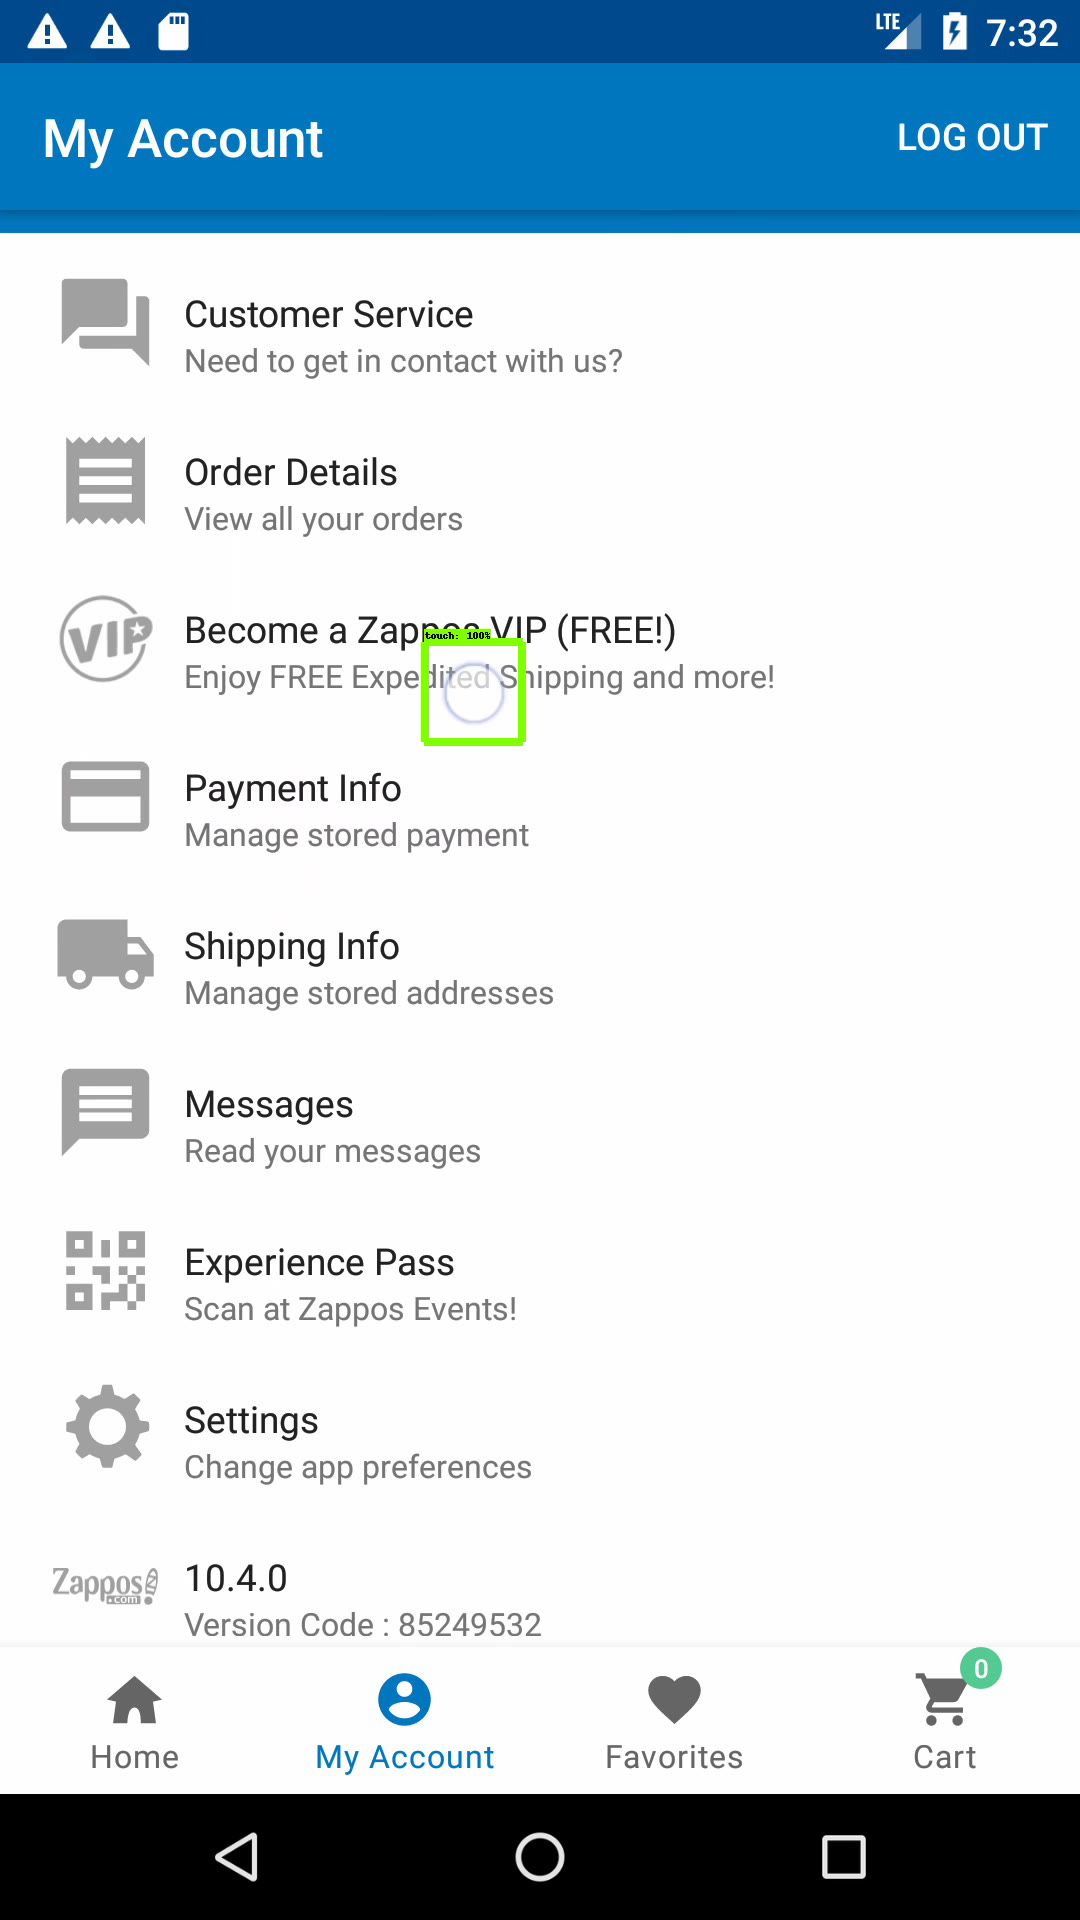 LTE 7:32
My Account LOG OUT
Customer Service
Need to get in contact with us?
Order Details
View all your orders
VIP
Become a Zappos VIP (FREE!)
touch: 100%
Enjoy FREE Expedited Shipping and more!
Payment Info
Manage stored payment
Shipping Info
Manage stored addresses
Messages
Read your messages
Experience Pass
Scan at Zappos Events!
Settings
Change app preferences
Zappos
.com
10.4.0
Version Code : 85249532
0
Home My Account Favorites Cart